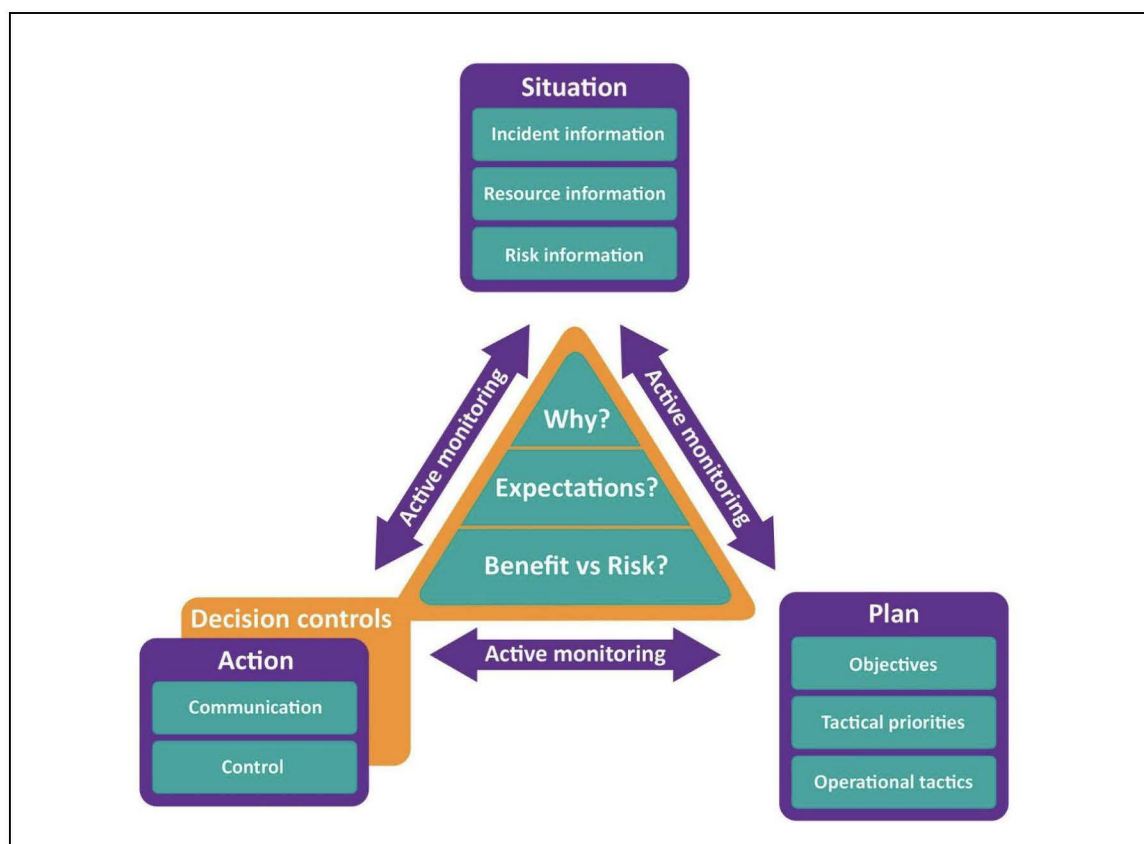 Situation
Incident information
Resource information
Risk information
Active monitoring
Active monitoring
Why?
Expectations?
Benefit vs Risk?
Decision controls
Action
Communication
Control
Active monitoring
Plan
Objectives
Tactical priorities
Operational tactics